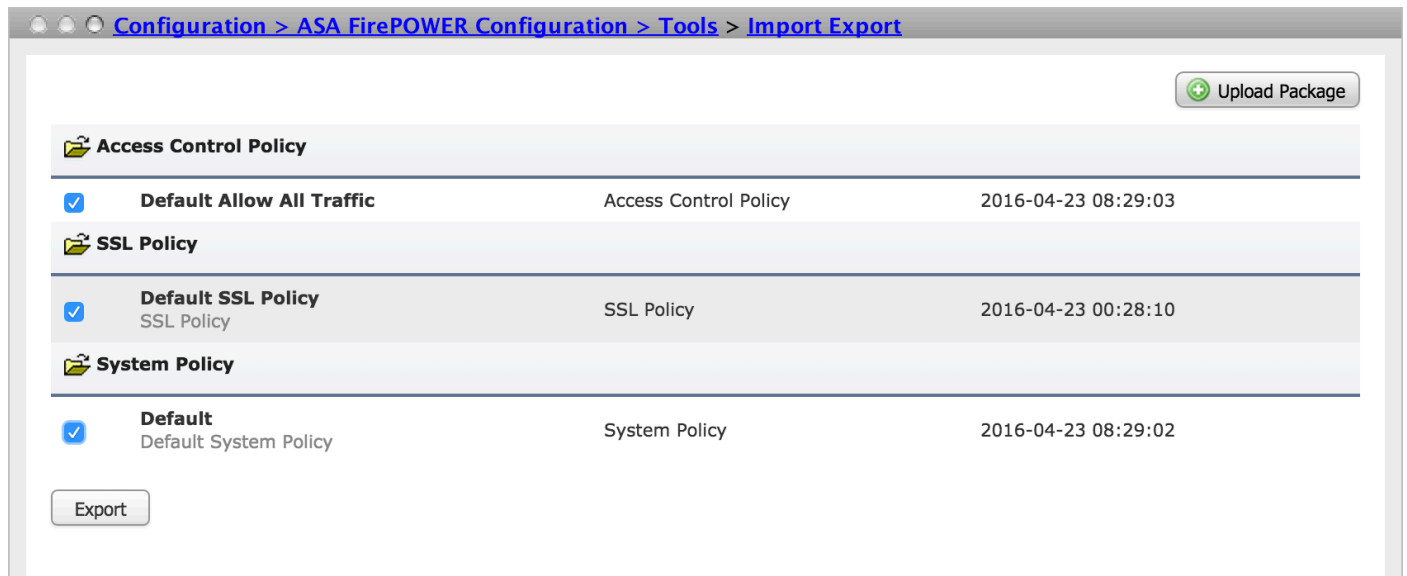 Configuration > ASA FirePOWER Configuration > Tools > Import Export
Upload Package
Access Control Policy
Default Allow All Traffic Access Control Policy 2016-04-23 08:29:03
SSL Policy
Default SSL Policy
SSL Policy
SSL Policy 2016-04-23 00:28:10
System Policy
Default
Default System Policy
System Policy 2016-04-23 08:29:02
Export